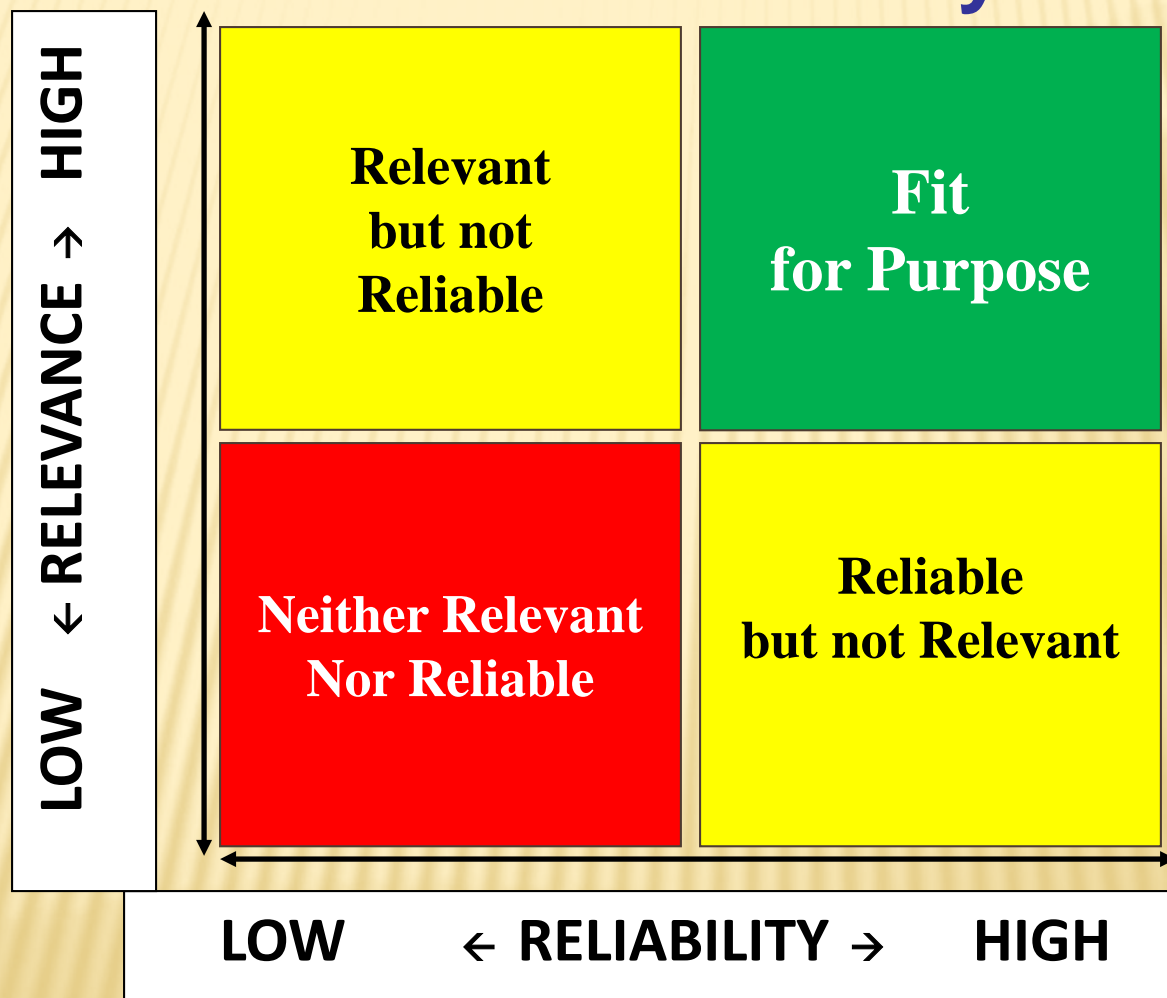 LOW ← RELEVANCE → HIGH
Relevant
but not
Reliable
Fit
for Purpose
Neither Relevant
Nor Reliable
Reliable
but not Relevant
LOW ← RELIABILITY → HIGH